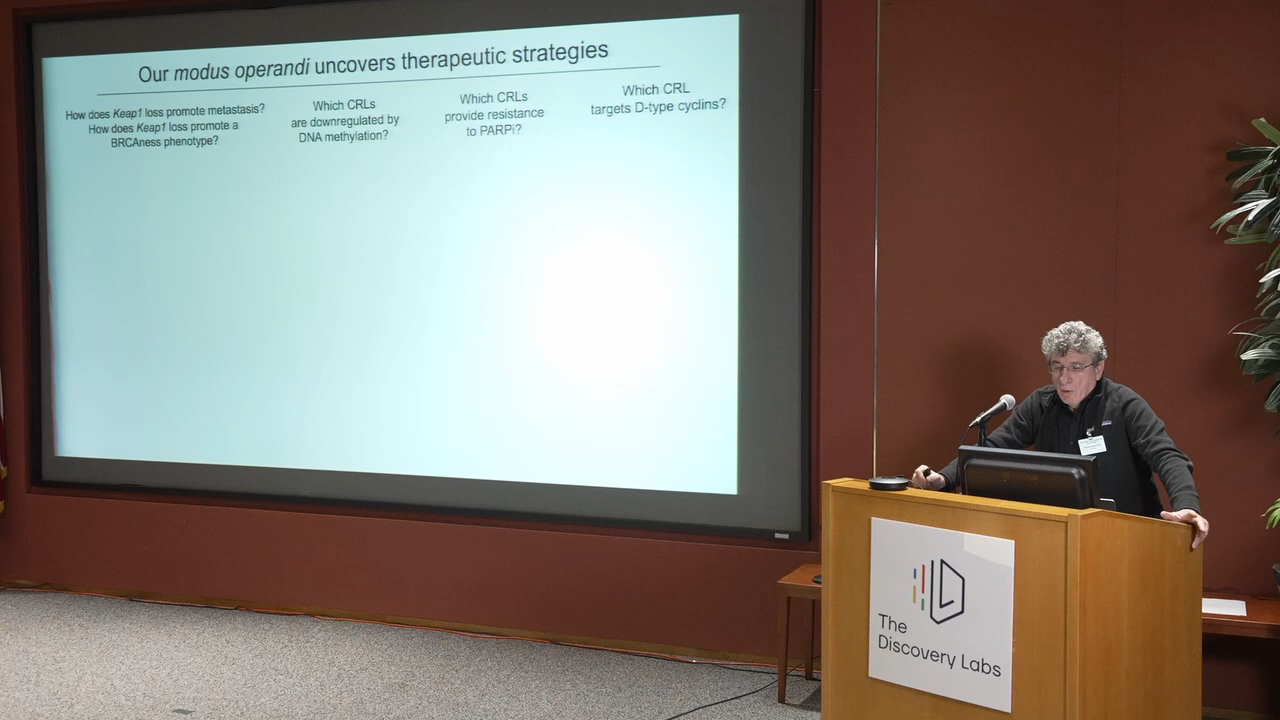 Our modus operandi uncovers therapeutic strategies
How does Keap1 loss promote metastasis?
How does Keap1 loss promote a
BRCAness phenotype?
Which CRLs
are downregulated by
DNA methylation?
Which CRLs
provide resistance
to PARPi?
Which CRL
targets D-type cyclins?
The
Discovery Labs